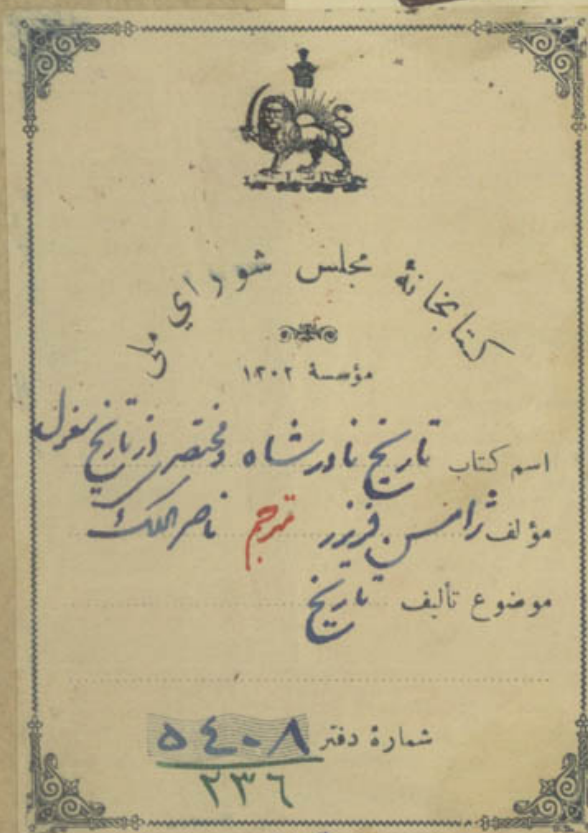 کتابخانهٔ مجلس شورای ملی
مؤسسهٔ ۱۳۰۲
اسم کتاب تاریخ نادرشاه و مختصری از تاریخ مغول
مؤلف ژامس فریزر مترجم ناصرالملک
موضوع تألیف تاریخ
شمارهٔ دفتر ۵۴۰۸
۲۳۶